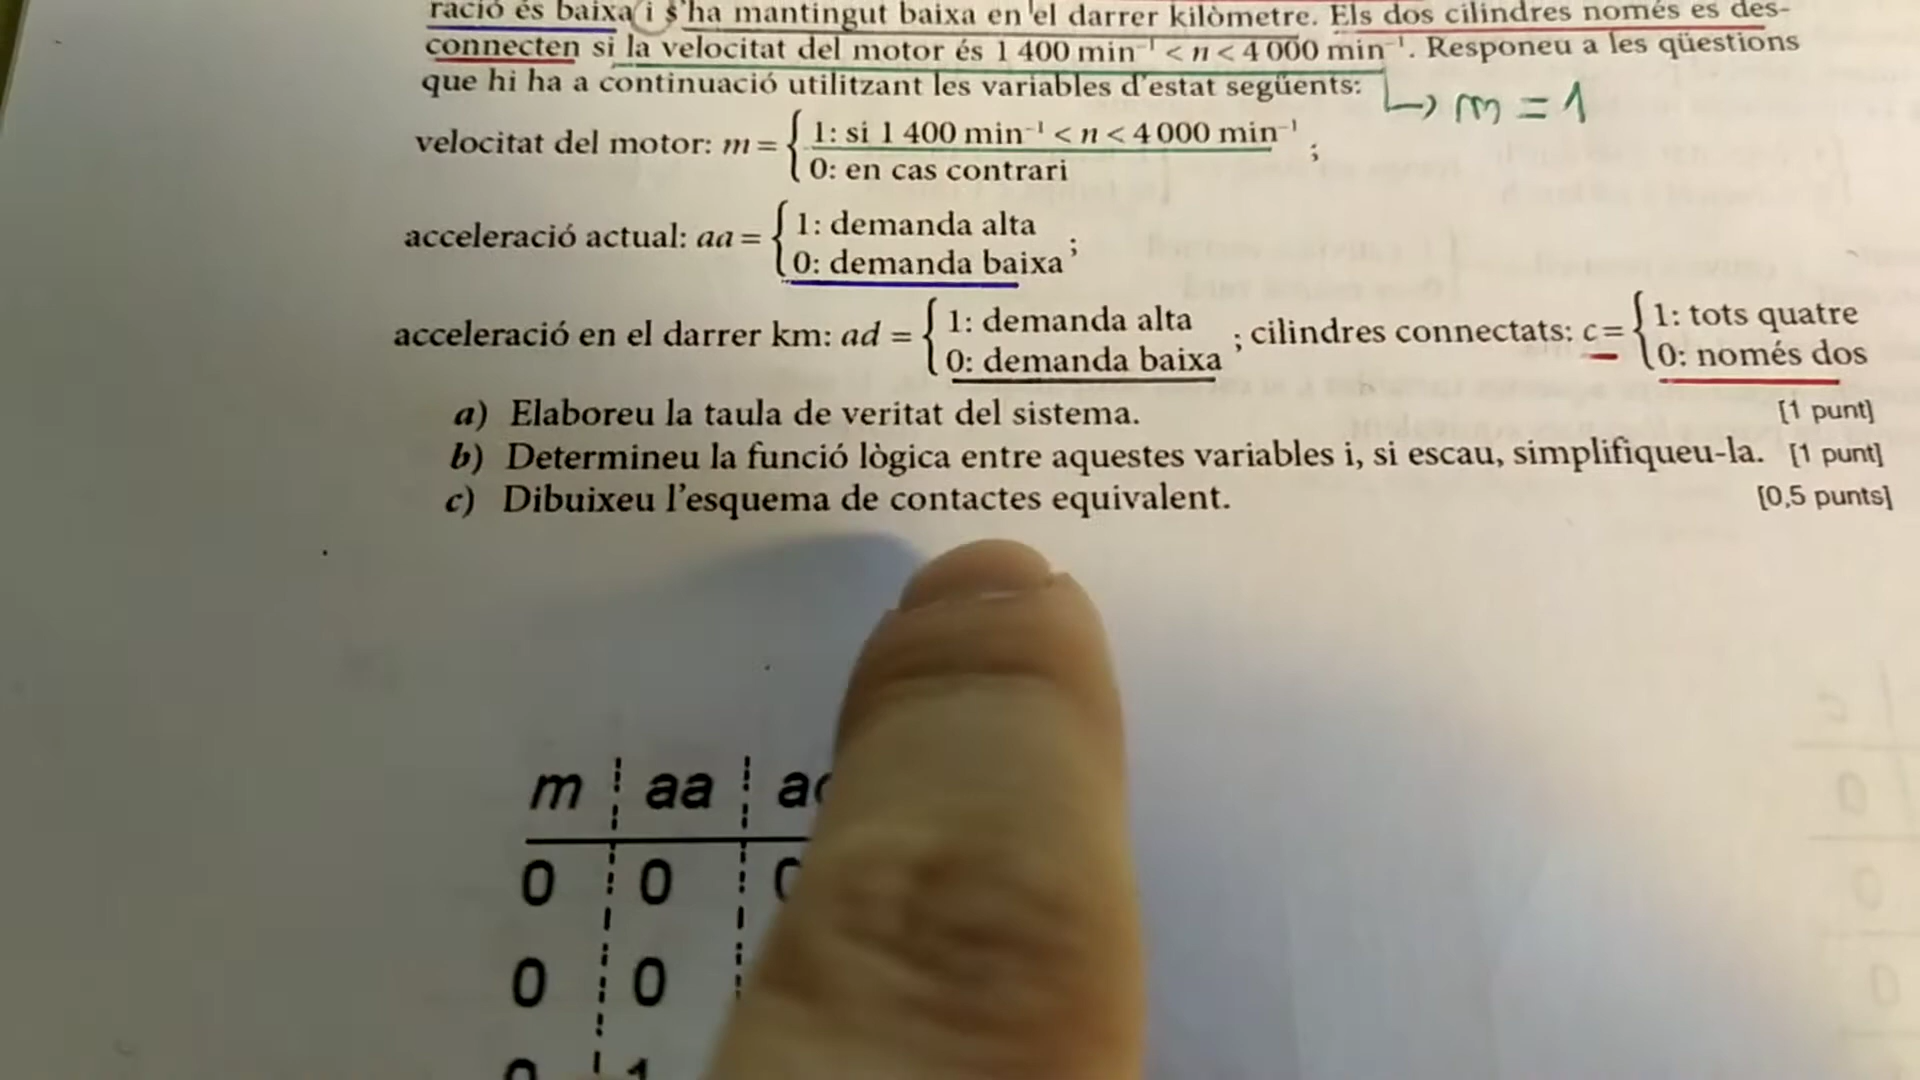 ració és baixa i s'ha mantingut baixa en el darrer kilòmetre. Els dos cilindres només es des-
connecten si la velocitat del motor és 1 400 min⁻¹ < n < 4 000 min⁻¹. Responeu a les qüestions
que hi ha a continuació utilitzant les variables d'estat següents:
↳ m = 1
velocitat del motor: m = { 1: si 1 400 min⁻¹ < n < 4 000 min⁻¹
0: en cas contrari ;
acceleració actual: aa = { 1: demanda alta
0: demanda baixa ;
acceleració en el darrer km: ad = { 1: demanda alta
0: demanda baixa ; cilindres connectats: c = { 1: tots quatre
0: només dos
a) Elaboreu la taula de veritat del sistema. [1 punt]
b) Determineu la funció lògica entre aquestes variables i, si escau, simplifiqueu-la. [1 punt]
c) Dibuixeu l'esquema de contactes equivalent. [0,5 punts]
m aa
0 0 0
0 0
0 1